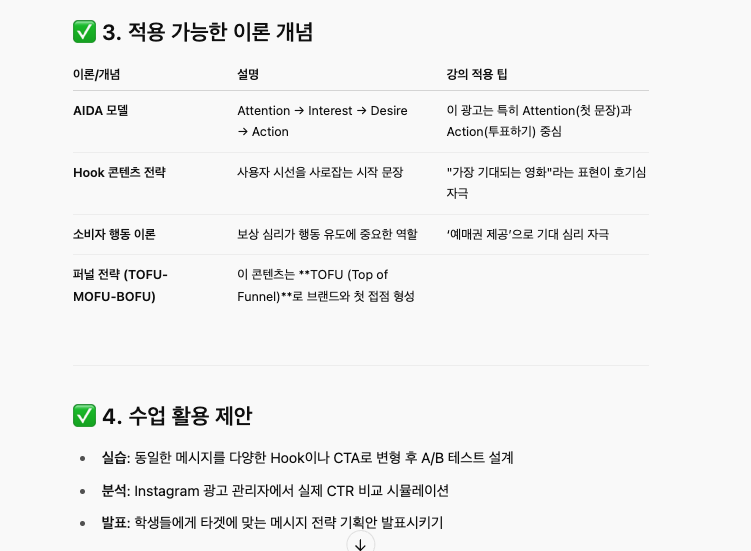 ✅ 3. 적용 가능한 이론 개념
이론/개념 설명 강의 적용 팁
AIDA 모델 Attention → Interest → Desire 이 광고는 특히 Attention(첫 문장)과
→ Action Action(투표하기) 중심
Hook 콘텐츠 전략 사용자 시선을 사로잡는 시작 문장 "가장 기대되는 영화"라는 표현이 호기심
자극
소비자 행동 이론 보상 심리가 행동 유도에 중요한 역할 ‘예매권 제공’으로 기대 심리 자극
퍼널 전략 (TOFU- 이 콘텐츠는 **TOFU (Top of
MOFU-BOFU) Funnel)**로 브랜드와 첫 접점 형성
✅ 4. 수업 활용 제안
• 실습: 동일한 메시지를 다양한 Hook이나 CTA로 변형 후 A/B 테스트 설계
• 분석: Instagram 광고 관리자에서 실제 CTR 비교 시뮬레이션
• 발표: 학생들에게 타겟에 맞는 메시지 전략 기획안 발표시키기